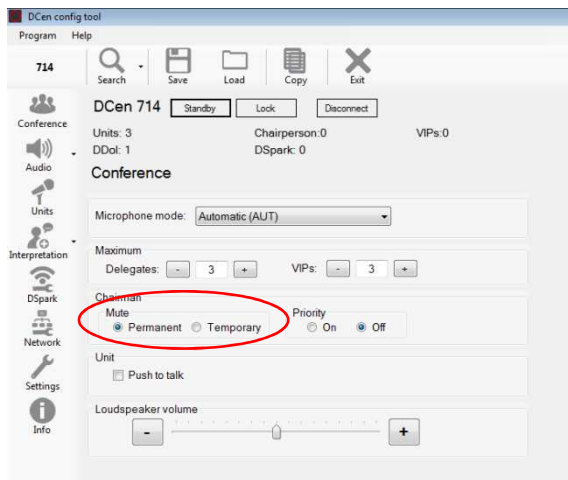 DCen config tool
Program Help
714
Search Save Load Copy Exit
DCen 714 Standby Lock Disconnect
Units: 3 Chairperson:0 VIPs:0
DDol: 1 DSpark: 0
Conference
Conference
Audio
Units
Interpretation
DSpark
Network
Settings
Info
Microphone mode: Automatic (AUT)
Maximum
Delegates: - 3 + VIPs: - 3 +
Chairman
Mute Priority
Permanent Temporary On Off
Unit
Push to talk
Loudspeaker volume
- +